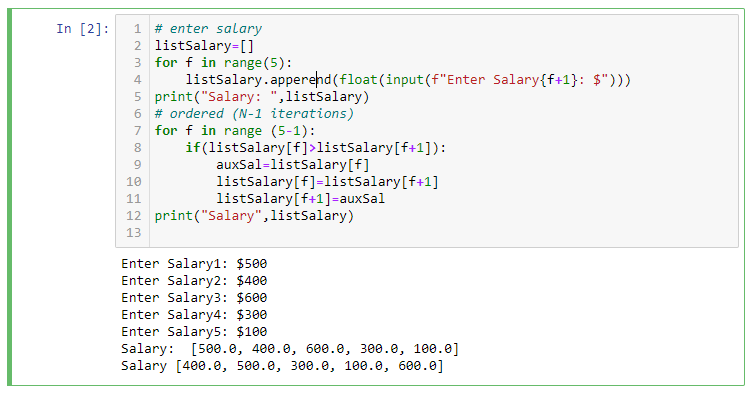 In [2]:
1 # enter salary
2 listSalary=[]
3 for f in range(5):
4     listSalary.apperend(float(input(f"Enter Salary{f+1}: $")))
5 print("Salary: ",listSalary)
6 # ordered (N-1 iterations)
7 for f in range (5-1):
8     if(listSalary[f]>listSalary[f+1]):
9         auxSal=listSalary[f]
10         listSalary[f]=listSalary[f+1]
11         listSalary[f+1]=auxSal
12 print("Salary",listSalary)
13
Enter Salary1: $500
Enter Salary2: $400
Enter Salary3: $600
Enter Salary4: $300
Enter Salary5: $100
Salary:  [500.0, 400.0, 600.0, 300.0, 100.0]
Salary [400.0, 500.0, 300.0, 100.0, 600.0]